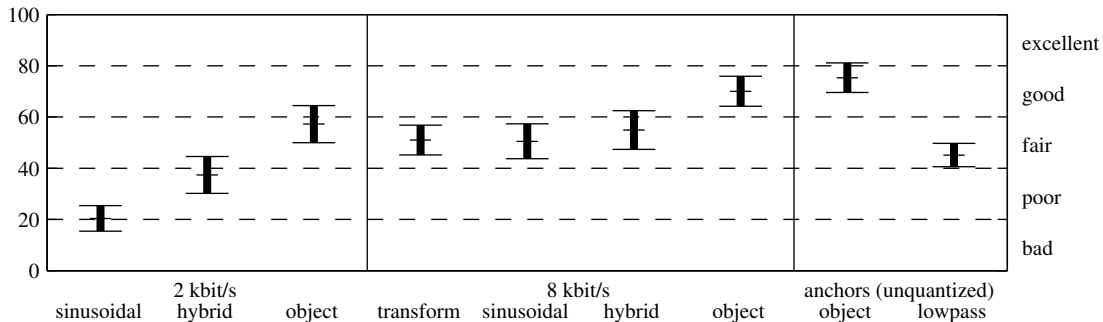 100
excellent
80
good
60
fair
40
poor
20
bad
0
2 kbit/s 8 kbit/s anchors (unquantized)
sinusoidal hybrid object transform sinusoidal hybrid object object lowpass